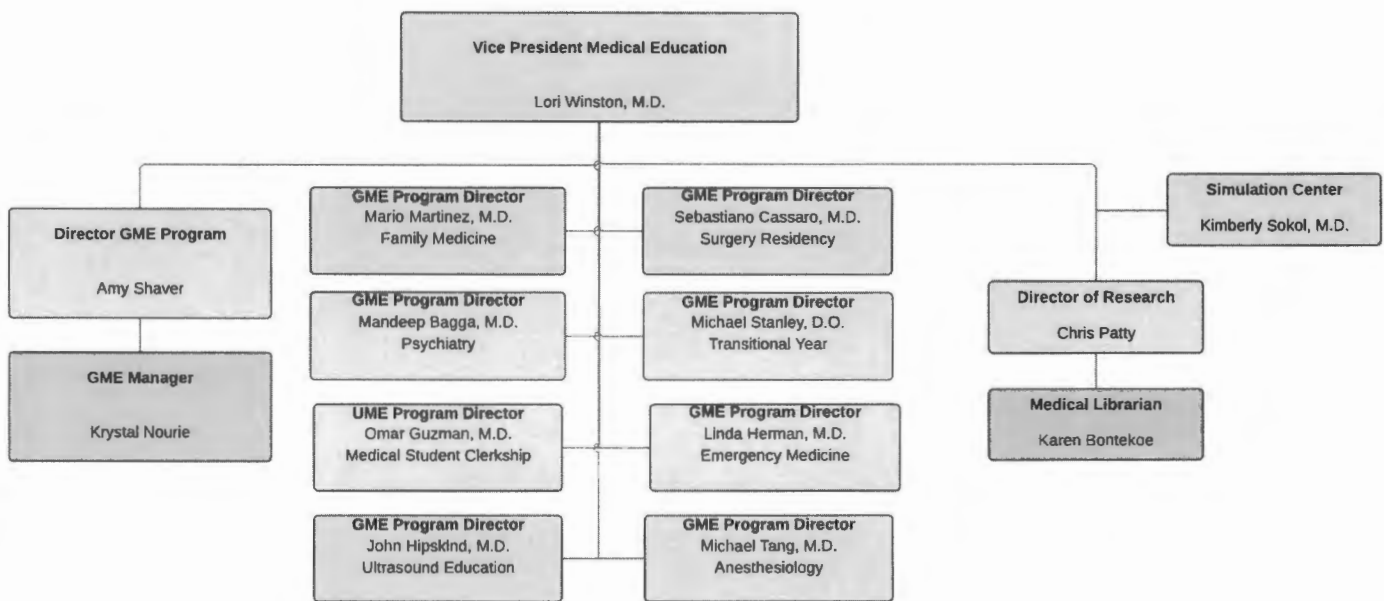 Vice President Medical Education
Lori Winston, M.D.
Director GME Program
Amy Shaver
GME Manager
Krystal Nourie
GME Program Director
Mario Martinez, M.D.
Family Medicine
GME Program Director
Sebastiano Cassaro, M.D.
Surgery Residency
GME Program Director
Mandeep Bagga, M.D.
Psychiatry
GME Program Director
Michael Stanley, D.O.
Transitional Year
UME Program Director
Omar Guzman, M.D.
Medical Student Clerkship
GME Program Director
Linda Herman, M.D.
Emergency Medicine
GME Program Director
John Hipskind, M.D.
Ultrasound Education
GME Program Director
Michael Tang, M.D.
Anesthesiology
Simulation Center
Kimberly Sokol, M.D.
Director of Research
Chris Patty
Medical Librarian
Karen Bontekoe